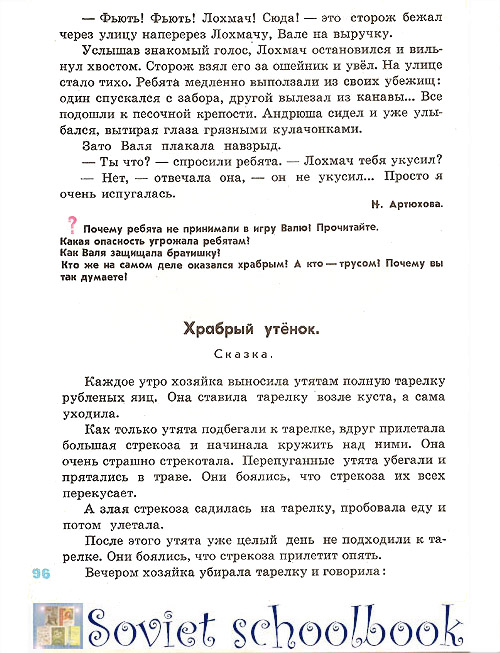 — Фьють! Фьють! Лохмач! Сюда! — это сторож бежал
через улицу наперерез Лохмачу, Вале на выручку.
Услышав знакомый голос, Лохмач остановился и виль-
нул хвостом. Сторож взял его за ошейник и увёл. На улице
стало тихо. Ребята медленно выползали из своих убежищ:
один спускался с забора, другой вылезал из канавы... Все
подошли к песочной крепости. Андрюша сидел и уже улы-
бался, вытирая глаза грязными кулачонками.
Зато Валя плакала навзрыд.
— Ты что? — спросили ребята. — Лохмач тебя укусил?
— Нет, — отвечала она, — он не укусил... Просто я
очень испугалась.
Н. Артюхова.
? Почему ребята не принимали в игру Валю? Прочитайте.
Какая опасность угрожала ребятам?
Как Валя защищала братишку?
Кто же на самом деле оказался храбрым? А кто — трусом? Почему вы
так думаете?
Храбрый утёнок.
Сказка.
Каждое утро хозяйка выносила утятам полную тарелку
рубленых яиц. Она ставила тарелку возле куста, а сама
уходила.
Как только утята подбегали к тарелке, вдруг прилетала
большая стрекоза и начинала кружить над ними. Она
очень страшно стрекотала. Перепуганные утята убегали и
прятались в траве. Они боялись, что стрекоза их всех
перекусает.
А злая стрекоза садилась на тарелку, пробовала еду и
потом улетала.
После этого утята уже целый день не подходили к та-
релке. Они боялись, что стрекоза прилетит опять.
Вечером хозяйка убирала тарелку и говорила:
96
Soviet schoolbook